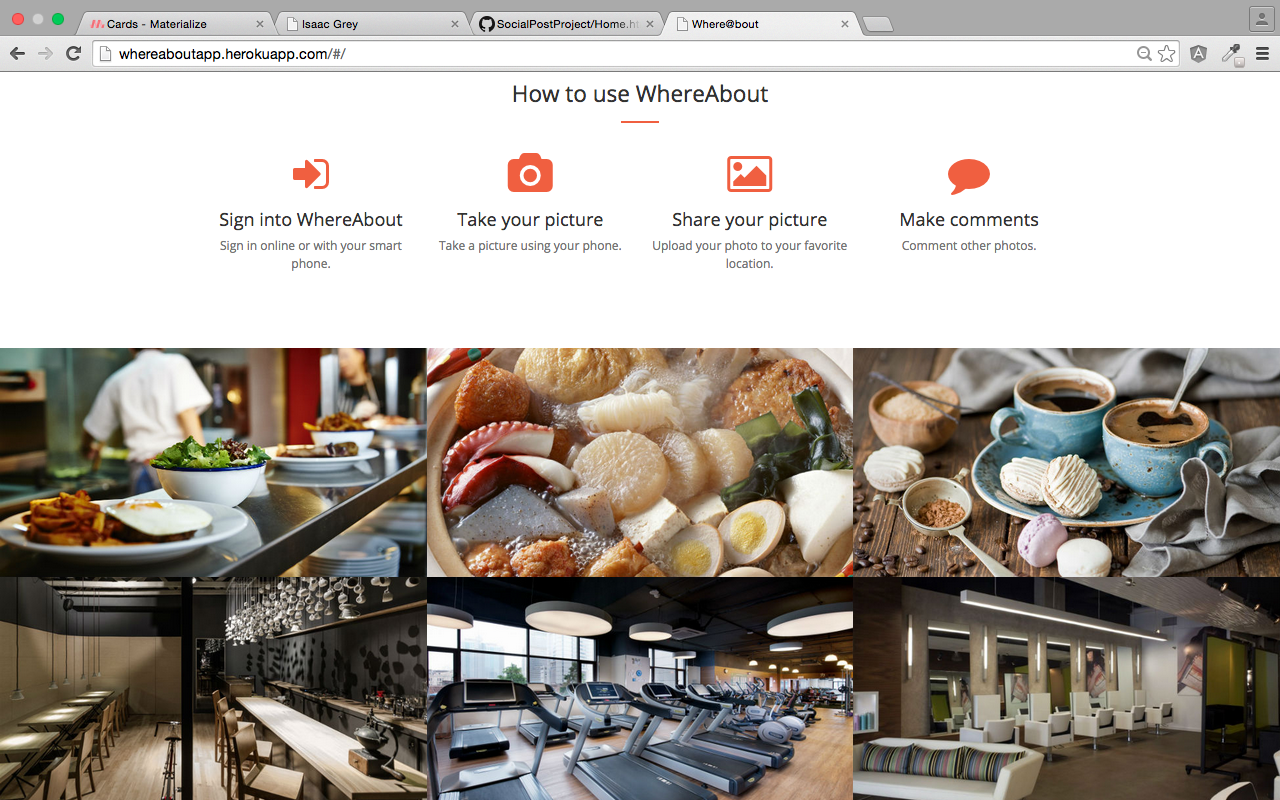 Cards - Materialize
Isaac Grey
SocialPostProject/Home.ht
Where@bout
whereaboutapp.herokuapp.com/#/
How to use WhereAbout
Sign into WhereAbout
Sign in online or with your smart
phone.
Take your picture
Take a picture using your phone.
Share your picture
Upload your photo to your favorite
location.
Make comments
Comment other photos.